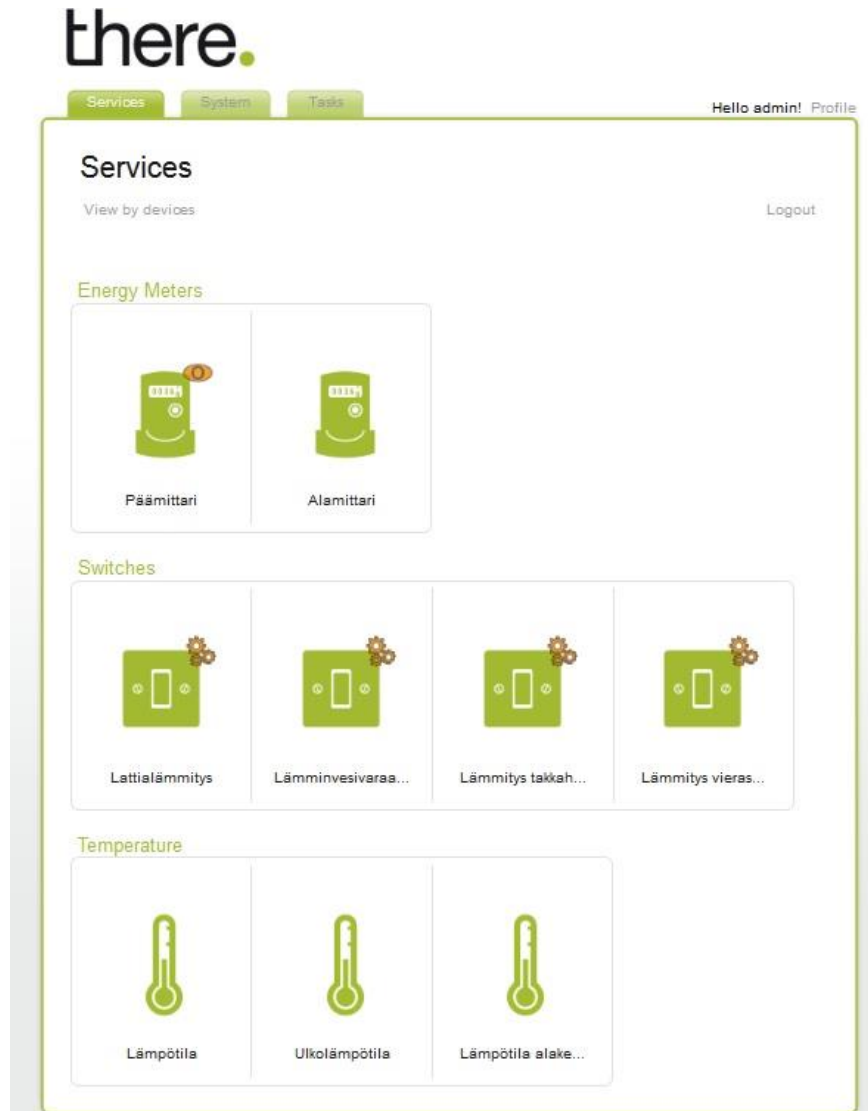 there.
Services System Tasks
Hello admin! Profile
Services
View by devices Logout
Energy Meters
Päämittari Alamittari
Switches
Lattialämmitys Lämminvesivaraa... Lämmitys takkah... Lämmitys vieras...
Temperature
Lämpötila Ulkolämpötila Lämpötila alake...